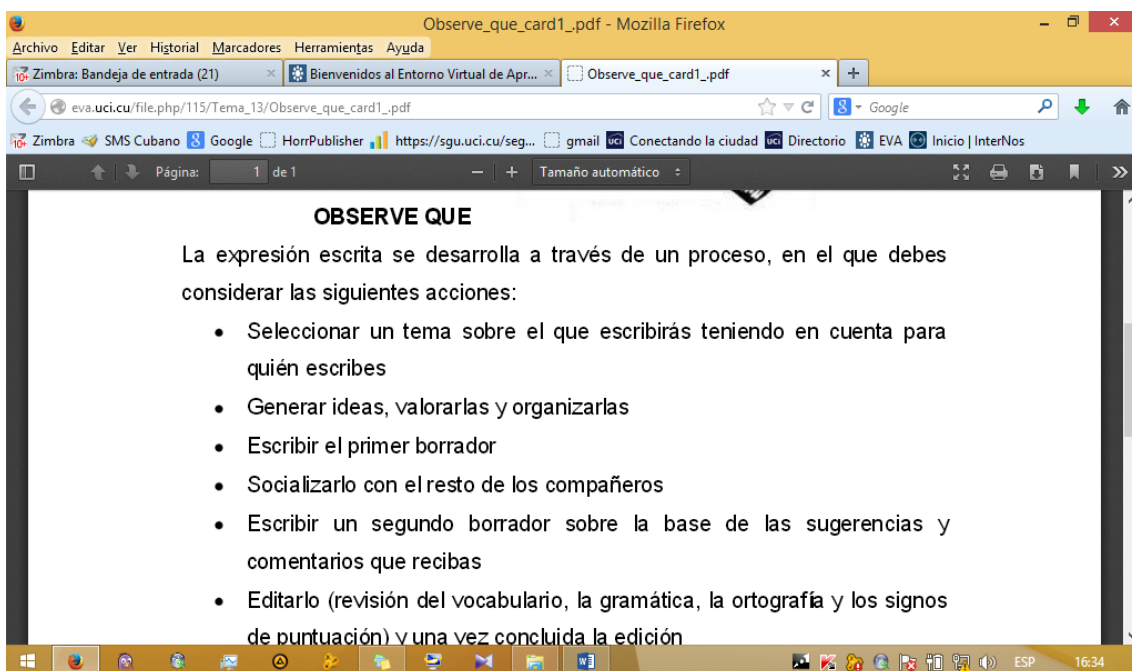 Observe_que_card1_.pdf - Mozilla Firefox
Archivo Editar Ver Historial Marcadores Herramientas Ayuda
Zimbra: Bandeja de entrada (21) Bienvenidos al Entorno Virtual de Apr... Observe_que_card1_.pdf
eva.uci.cu/file.php/115/Tema_13/Observe_que_card1_.pdf Google
Zimbra SMS Cubano Google HorrPublisher https://sgu.uci.cu/seg... gmail Conectando la ciudad Directorio EVA Inicio | InterNos
Página: 1 de 1 Tamaño automático
OBSERVE QUE
La expresión escrita se desarrolla a través de un proceso, en el que debes
considerar las siguientes acciones:
• Seleccionar un tema sobre el que escribirás teniendo en cuenta para
quién escribes
• Generar ideas, valorarlas y organizarlas
• Escribir el primer borrador
• Socializarlo con el resto de los compañeros
• Escribir un segundo borrador sobre la base de las sugerencias y
comentarios que recibas
• Editarlo (revisión del vocabulario, la gramática, la ortografía y los signos
de puntuación) y una vez concluida la edición
ESP 16:34